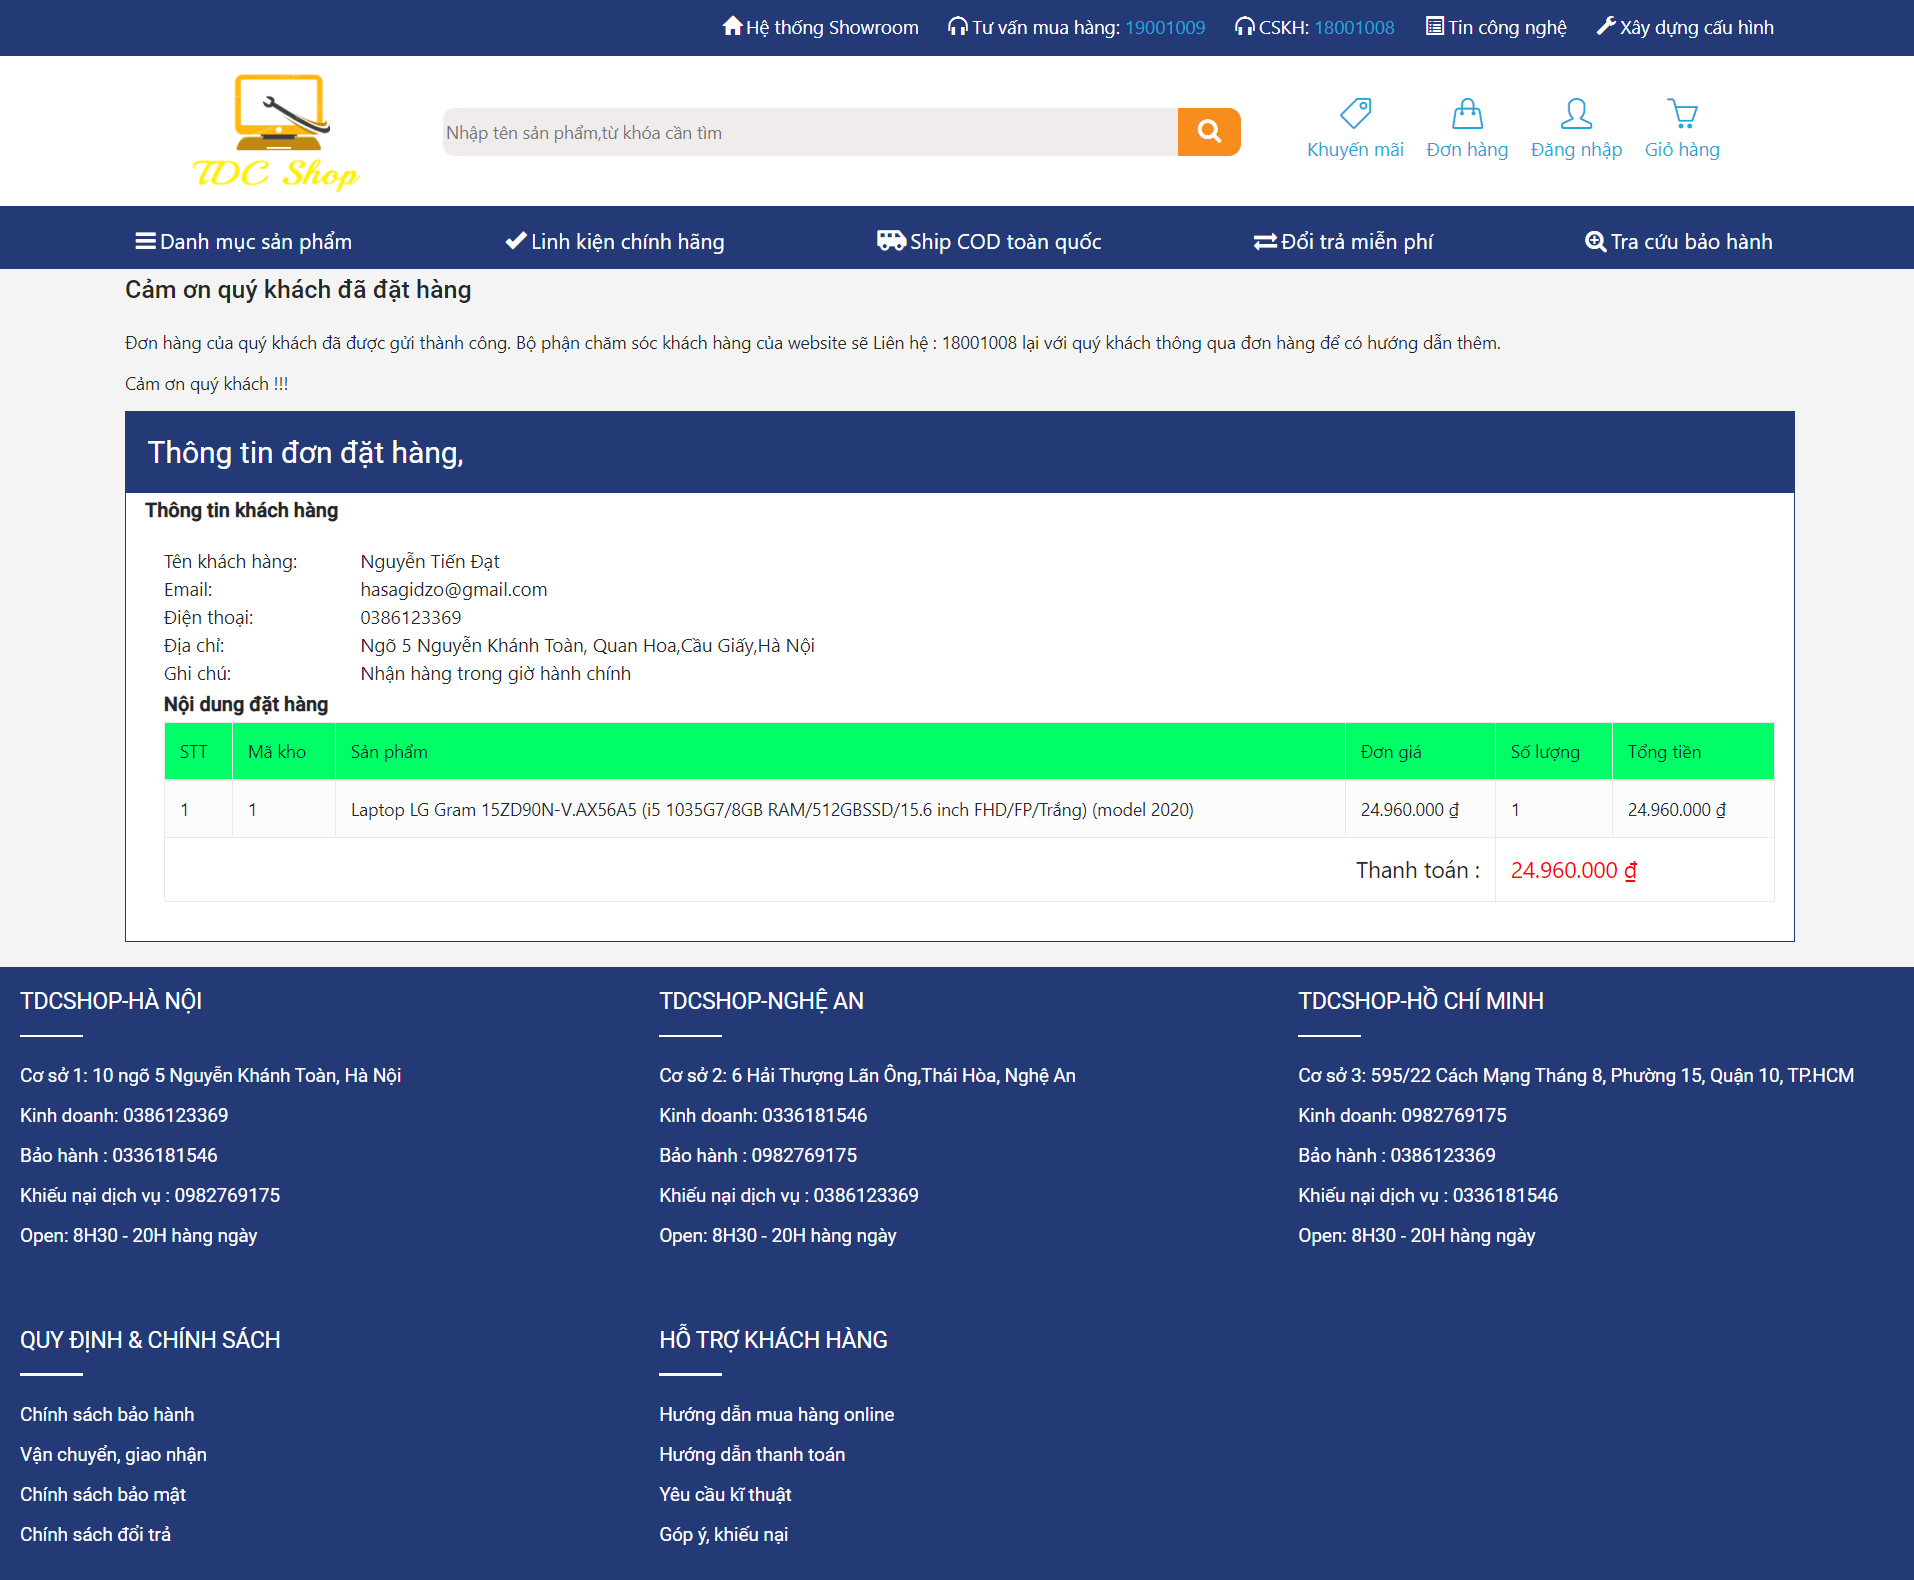 Hệ thống Showroom Tư vấn mua hàng: 19001009 CSKH: 18001008 Tin công nghệ Xây dựng cấu hình
TDC Shop
Nhập tên sản phẩm,từ khóa cần tìm
Khuyến mãi Đơn hàng Đăng nhập Giỏ hàng
Danh mục sản phẩm Linh kiện chính hãng Ship COD toàn quốc Đổi trả miễn phí Tra cứu bảo hành
Cảm ơn quý khách đã đặt hàng
Đơn hàng của quý khách đã được gửi thành công. Bộ phận chăm sóc khách hàng của website sẽ Liên hệ : 18001008 lại với quý khách thông qua đơn hàng để có hướng dẫn thêm.
Cảm ơn quý khách !!!
Thông tin đơn đặt hàng,
Thông tin khách hàng
Tên khách hàng: Nguyễn Tiến Đạt
Email: hasagidzo@gmail.com
Điện thoại: 0386123369
Địa chỉ: Ngõ 5 Nguyễn Khánh Toàn, Quan Hoa,Cầu Giấy,Hà Nội
Ghi chú: Nhận hàng trong giờ hành chính
Nội dung đặt hàng
STT Mã kho Sản phẩm Đơn giá Số lượng Tổng tiền
1 1 Laptop LG Gram 15ZD90N-V.AX56A5 (i5 1035G7/8GB RAM/512GBSSD/15.6 inch FHD/FP/Trắng) (model 2020) 24.960.000 ₫ 1 24.960.000 ₫
Thanh toán : 24.960.000 ₫
TDCSHOP-HÀ NỘI
Cơ sở 1: 10 ngõ 5 Nguyễn Khánh Toàn, Hà Nội
Kinh doanh: 0386123369
Bảo hành : 0336181546
Khiếu nại dịch vụ : 0982769175
Open: 8H30 - 20H hàng ngày
TDCSHOP-NGHỆ AN
Cơ sở 2: 6 Hải Thượng Lãn Ông,Thái Hòa, Nghệ An
Kinh doanh: 0336181546
Bảo hành : 0982769175
Khiếu nại dịch vụ : 0386123369
Open: 8H30 - 20H hàng ngày
TDCSHOP-HỒ CHÍ MINH
Cơ sở 3: 595/22 Cách Mạng Tháng 8, Phường 15, Quận 10, TP.HCM
Kinh doanh: 0982769175
Bảo hành : 0386123369
Khiếu nại dịch vụ : 0336181546
Open: 8H30 - 20H hàng ngày
QUY ĐỊNH & CHÍNH SÁCH
Chính sách bảo hành
Vận chuyển, giao nhận
Chính sách bảo mật
Chính sách đổi trả
HỖ TRỢ KHÁCH HÀNG
Hướng dẫn mua hàng online
Hướng dẫn thanh toán
Yêu cầu kĩ thuật
Góp ý, khiếu nại